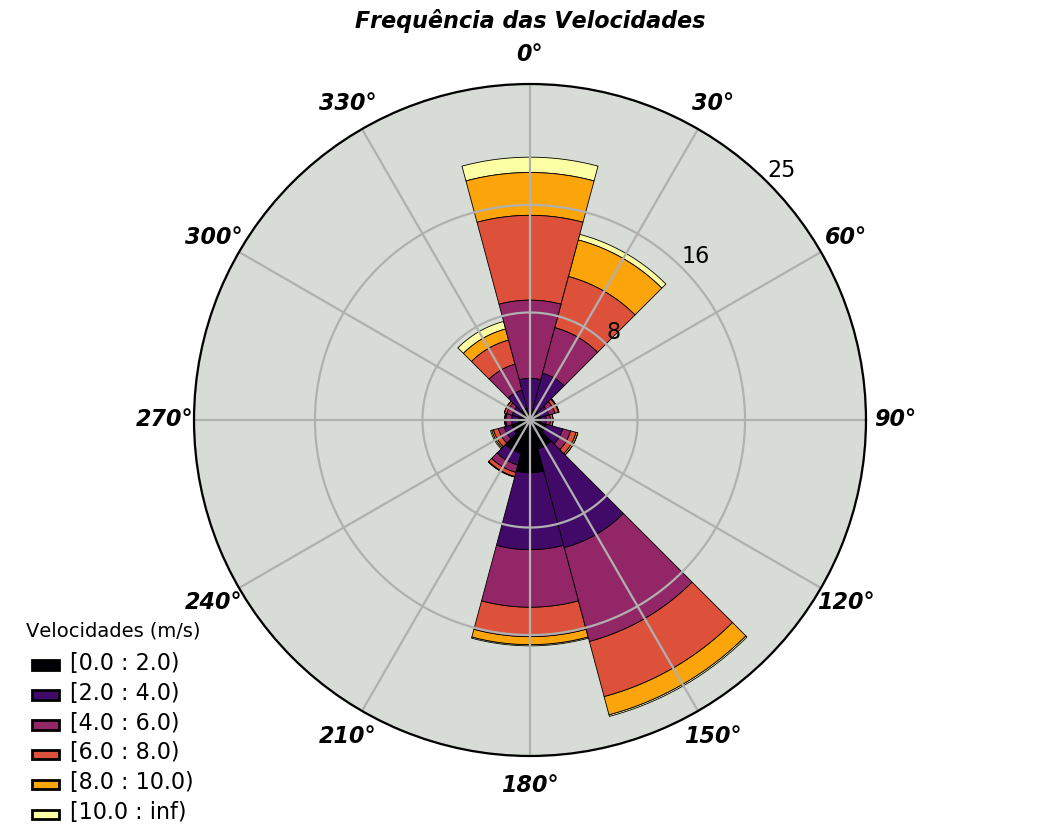 Frequência das Velocidades
0°
330°
30°
25
300°
60°
16
8
270°
90°
240°
120°
210°
150°
180°
Velocidades (m/s)
[0.0 : 2.0)
[2.0 : 4.0)
[4.0 : 6.0)
[6.0 : 8.0)
[8.0 : 10.0)
[10.0 : inf)